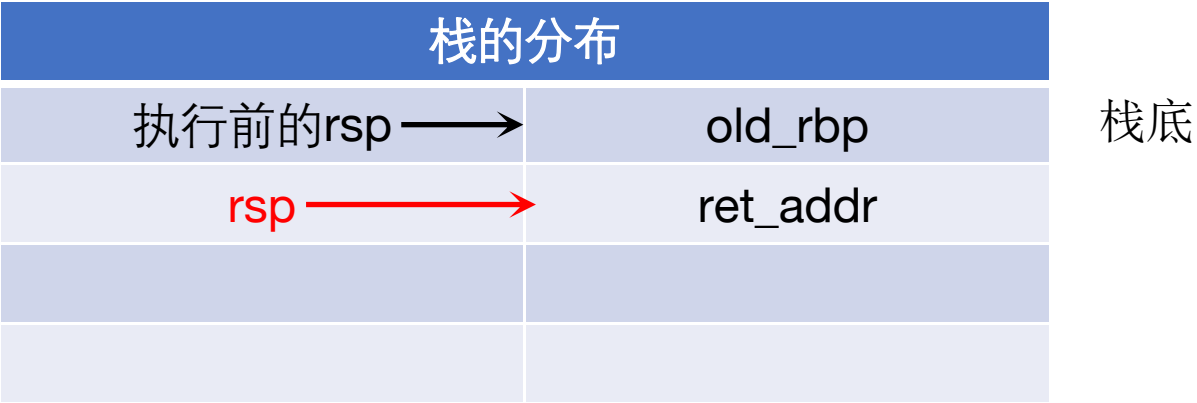 栈的分布
执行前的rsp old_rbp 栈底
rsp ret_addr